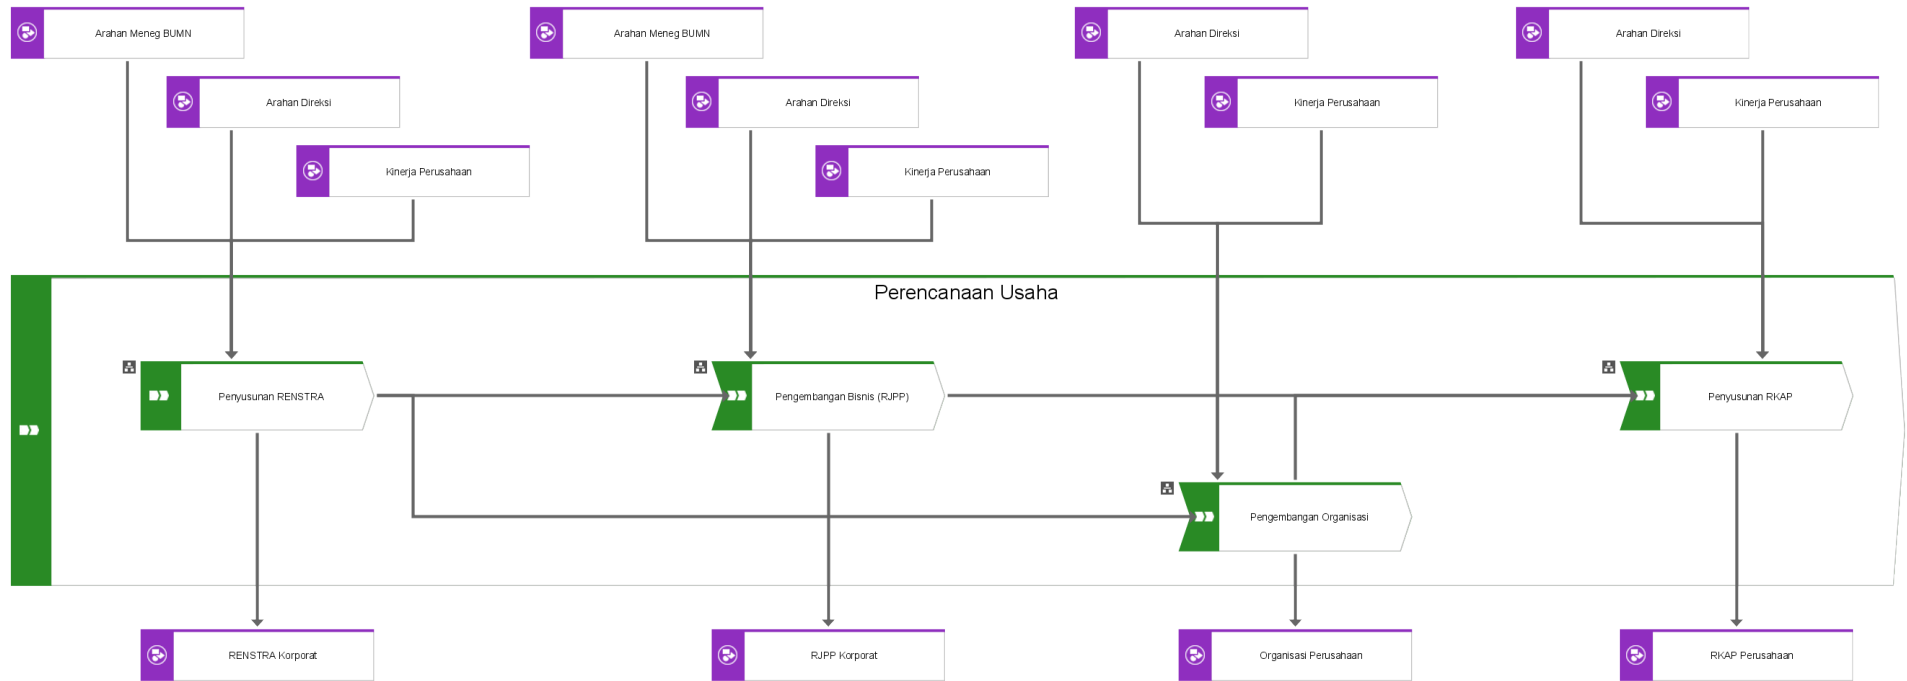 Arahan Meneg BUMN
Arahan Meneg BUMN
Arahan Direksi
Arahan Direksi
Arahan Direksi
Arahan Direksi
Kinerja Perusahaan
Kinerja Perusahaan
Kinerja Perusahaan
Kinerja Perusahaan
Perencanaan Usaha
Penyusunan RENSTRA
Pengembangan Bisnis (RJPP)
Penyusunan RKAP
Pengembangan Organisasi
RENSTRA Korporat
RJPP Korporat
Organisasi Perusahaan
RKAP Perusahaan